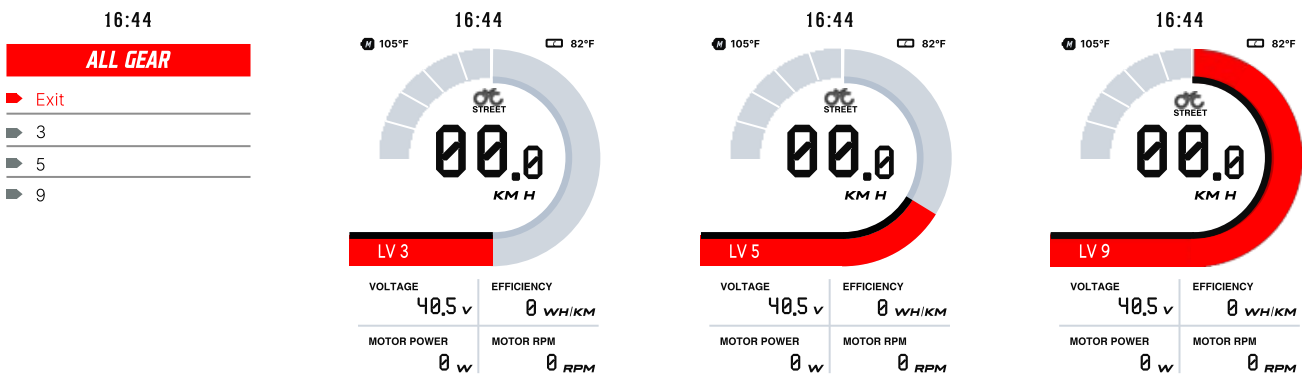 16:44
ALL GEAR
Exit
3
5
9
16:44
M 105°F
82°F
STREET
00.0
KM H
LV 3
VOLTAGE
40.5 V
EFFICIENCY
0 WH/KM
MOTOR POWER
0 W
MOTOR RPM
0 RPM
16:44
M 105°F
82°F
STREET
00.0
KM H
LV 5
VOLTAGE
40.5 V
EFFICIENCY
0 WH/KM
MOTOR POWER
0 W
MOTOR RPM
0 RPM
16:44
M 105°F
82°F
STREET
00.0
KM H
LV 9
VOLTAGE
40.5 V
EFFICIENCY
0 WH/KM
MOTOR POWER
0 W
MOTOR RPM
0 RPM